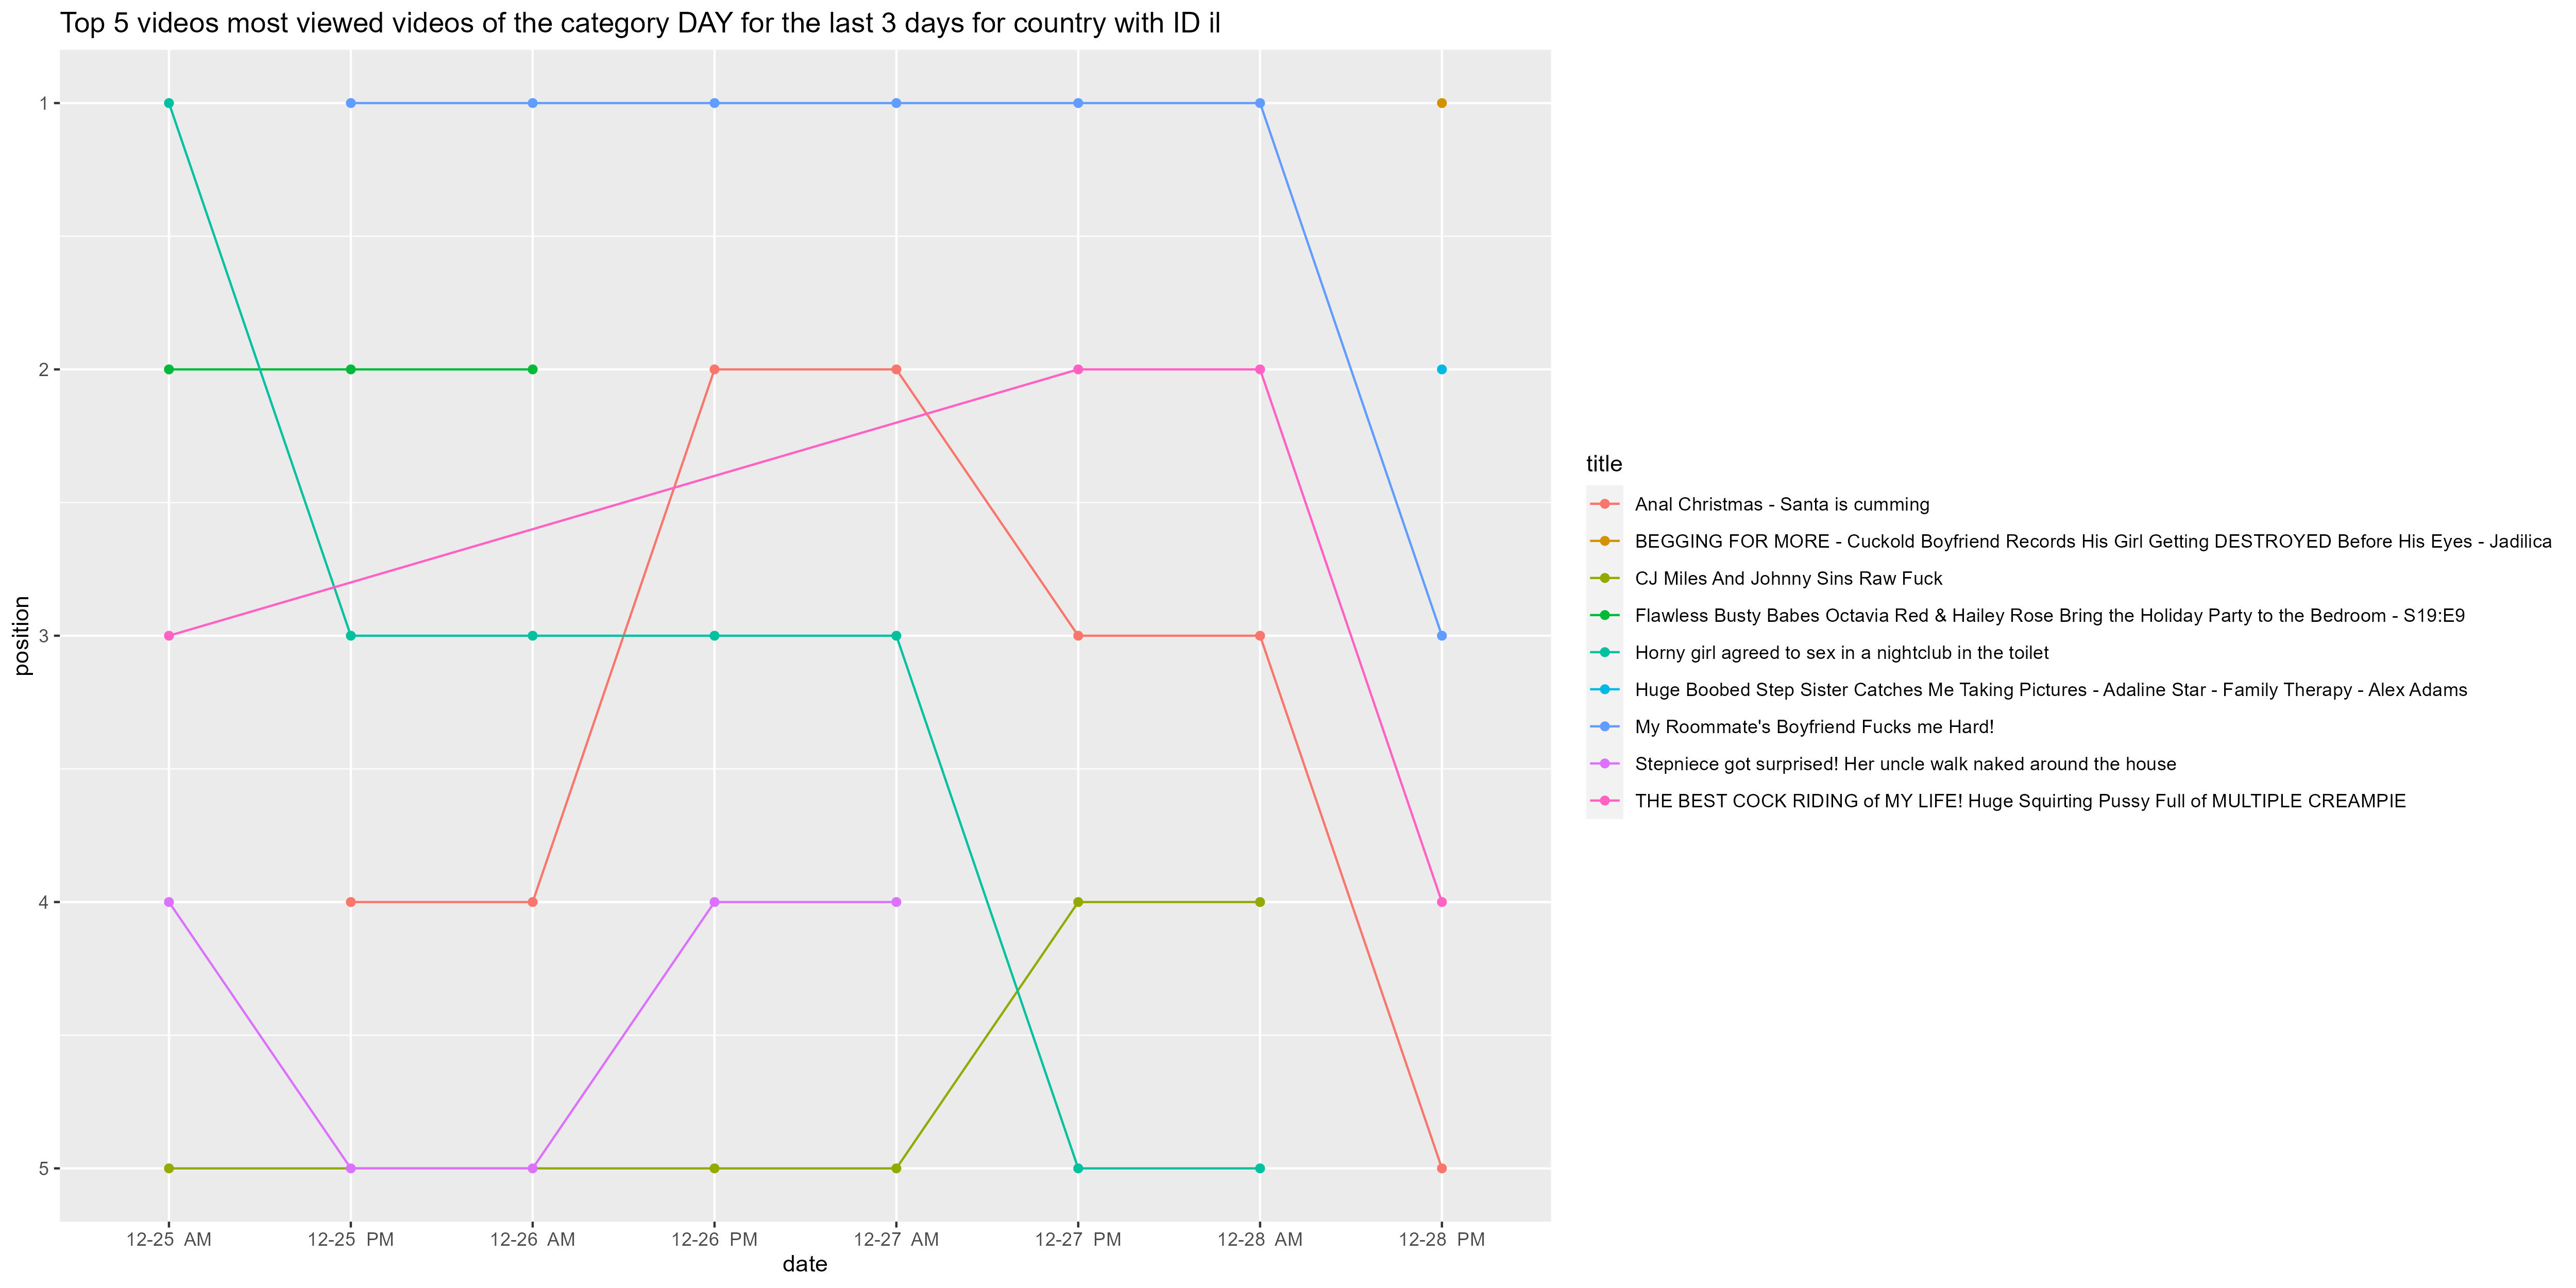 Top 5 videos most viewed videos of the category DAY for the last 3 days for country with ID il
position
1
2
3
4
5
12-25 AM
12-25 PM
12-26 AM
12-26 PM
12-27 AM
12-27 PM
12-28 AM
12-28 PM
date
title
Anal Christmas - Santa is cumming
BEGGING FOR MORE - Cuckold Boyfriend Records His Girl Getting DESTROYED Before His Eyes - Jadilica
CJ Miles And Johnny Sins Raw Fuck
Flawless Busty Babes Octavia Red & Hailey Rose Bring the Holiday Party to the Bedroom - S19:E9
Horny girl agreed to sex in a nightclub in the toilet
Huge Boobed Step Sister Catches Me Taking Pictures - Adaline Star - Family Therapy - Alex Adams
My Roommate's Boyfriend Fucks me Hard!
Stepniece got surprised! Her uncle walk naked around the house
THE BEST COCK RIDING of MY LIFE! Huge Squirting Pussy Full of MULTIPLE CREAMPIE